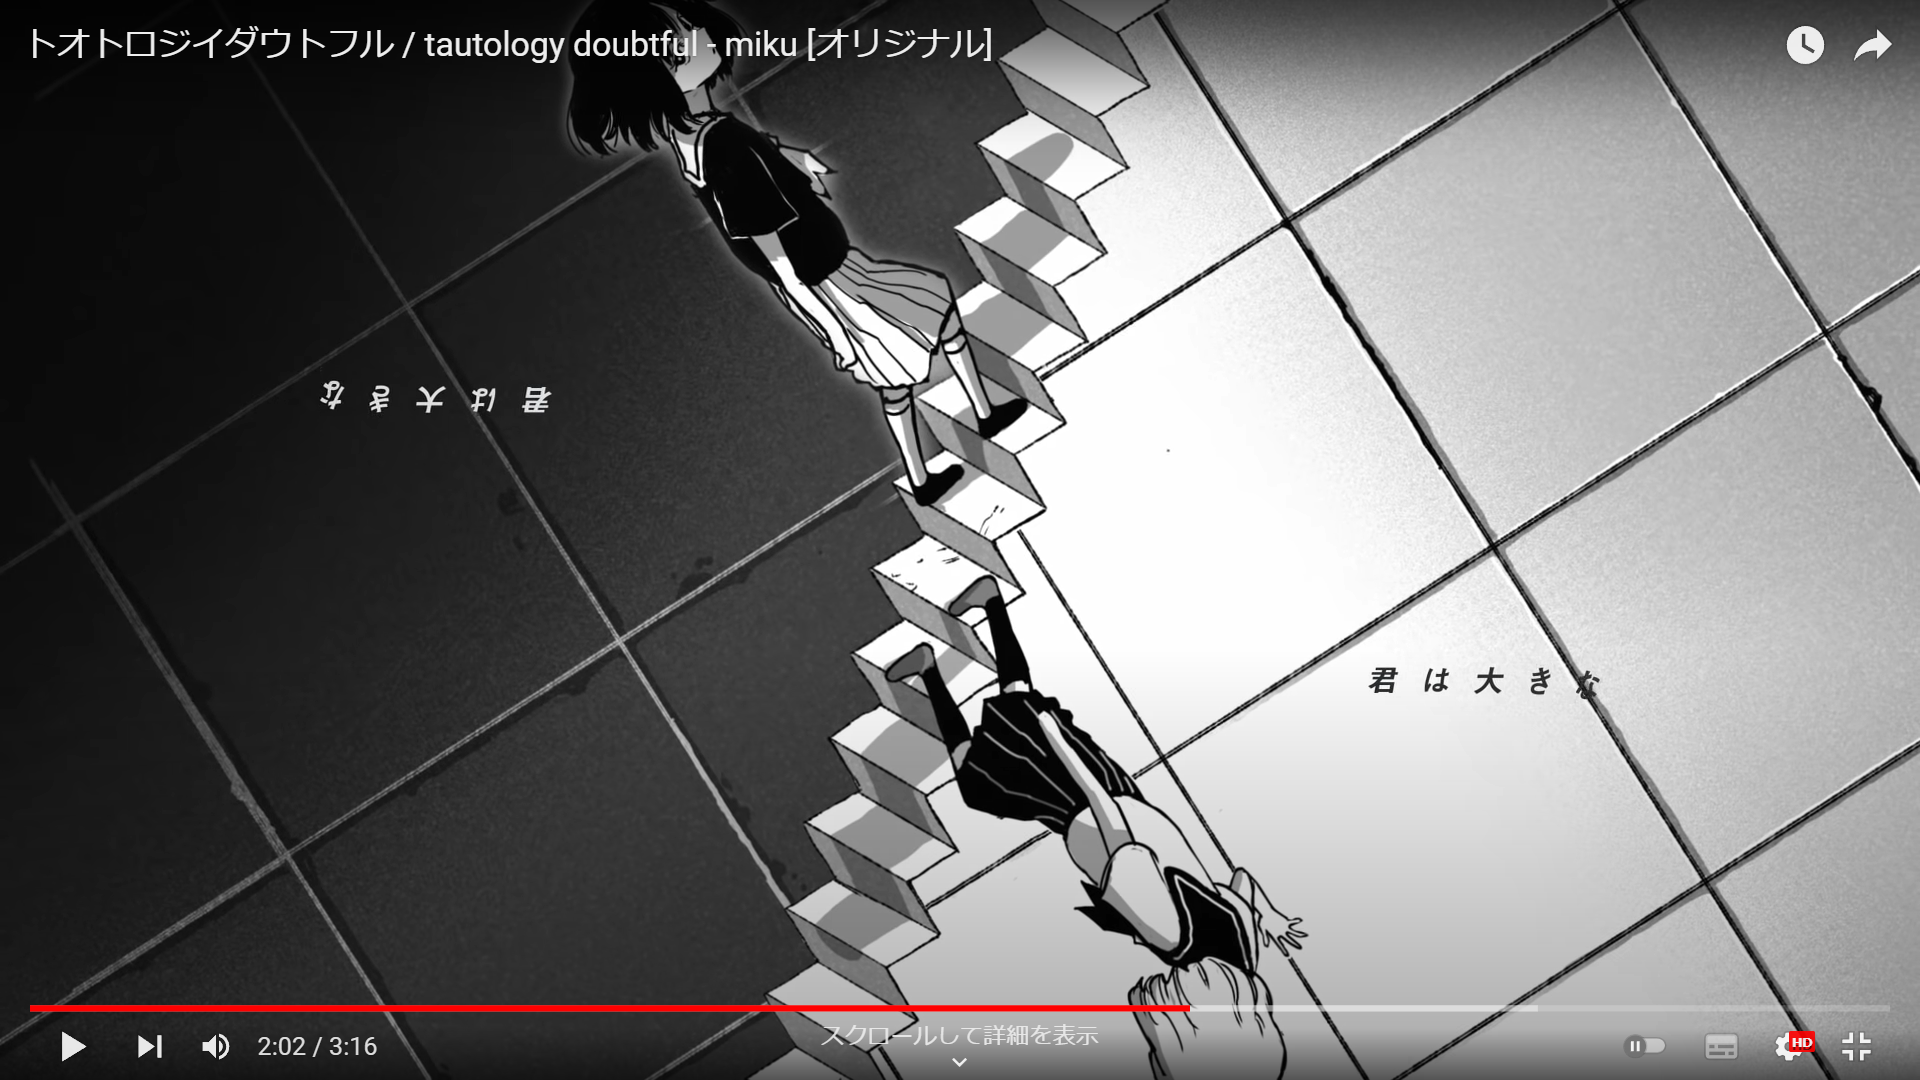 トオトロジイダウトフル / tautology doubtful - miku [オリジナル]
君は大きな
君は大きな
スクロールして詳細を表示
2:02 / 3:16
HD